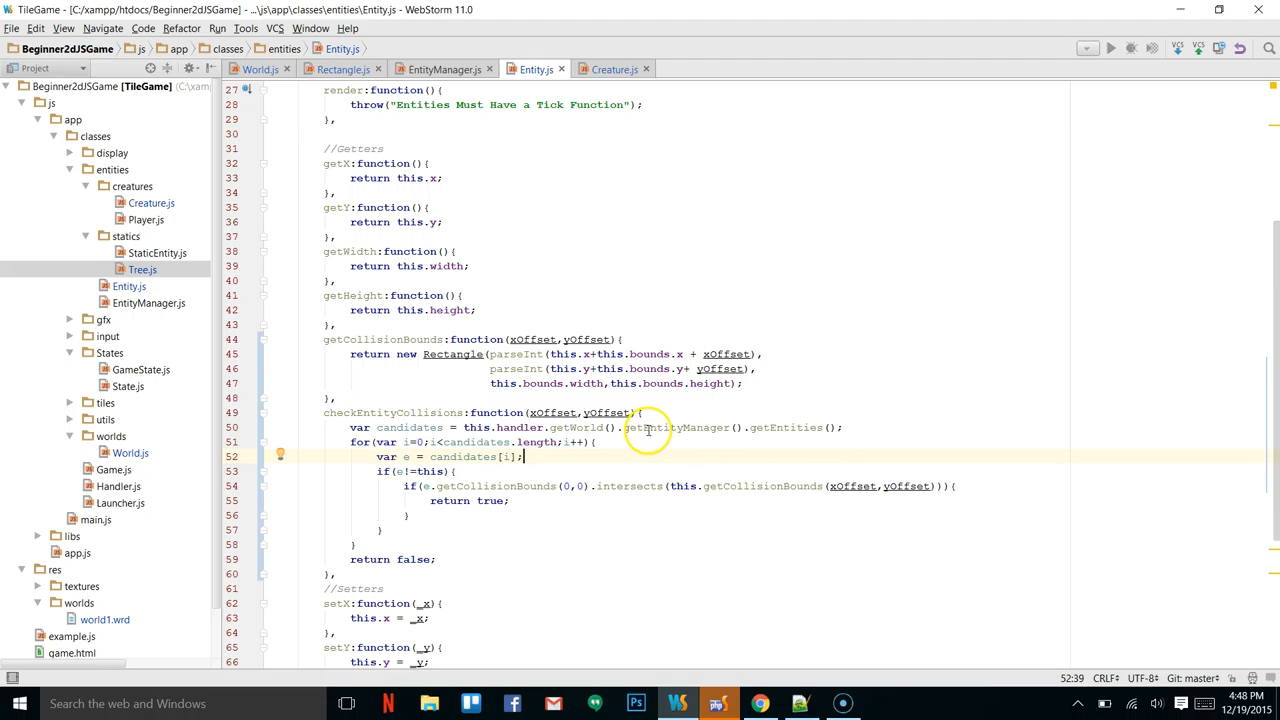 TileGame - [C:/xampp/htdocs/Beginner2dJSGame] - ...\js\app\classes\entities\Entity.js - WebStorm 11.0
File Edit View Navigate Code Refactor Run Tools VCS Window Help
Beginner2dJSGame js app classes entities Entity.js
Project World.js Rectangle.js EntityManager.js Entity.js Creature.js
Beginner2dJSGame [TileGame] (C:\xam
js
app
classes
display
entities
creatures
Creature.js
Player.js
statics
StaticEntity.js
Tree.js
Entity.js
EntityManager.js
gfx
input
States
GameState.js
State.js
tiles
utils
worlds
World.js
Game.js
Handler.js
Launcher.js
main.js
libs
app.js
res
textures
worlds
world1.wrd
example.js
game.html
27 render:function(){
28 throw("Entities Must Have a Tick Function");
29 },
30
31 //Getters
32 getX:function(){
33 return this.x;
34 },
35 getY:function(){
36 return this.y;
37 },
38 getWidth:function(){
39 return this.width;
40 },
41 getHeight:function(){
42 return this.height;
43 },
44 getCollisionBounds:function(xOffset,yOffset){
45 return new Rectangle(parseInt(this.x+this.bounds.x + xOffset),
46 parseInt(this.y+this.bounds.y+ yOffset),
47 this.bounds.width,this.bounds.height);
48 },
49 checkEntityCollisions:function(xOffset,yOffset){
50 var candidates = this.handler.getWorld().getEntityManager().getEntities();
51 for(var i=0;i<candidates.length;i++){
52 var e = candidates[i];
53 if(e!=this){
54 if(e.getCollisionBounds(0,0).intersects(this.getCollisionBounds(xOffset,yOffset))){
55 return true;
56 }
57 }
58 }
59 return false;
60 },
61 //Setters
62 setX:function(_x){
63 this.x = _x;
64 },
65 setY:function(_y){
66 this.y = _y;
52:39 CRLF÷ UTF-8÷ Git: master÷
Search the web and Windows
4:48 PM
12/19/2015